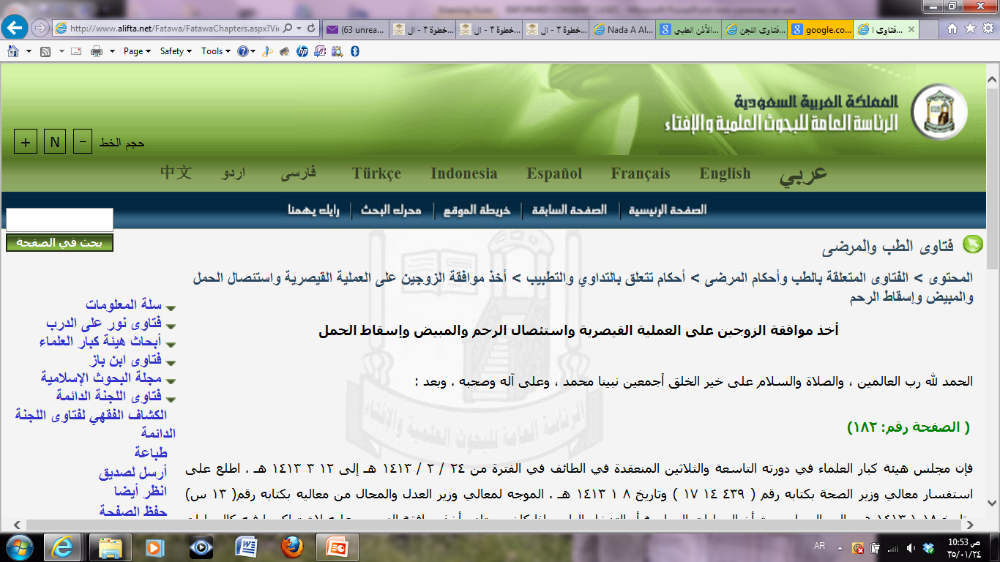 http://www.alifta.net/Fatawa/FatawaChapters.aspx?Vi
(63 unrea...
خطوة ٣ - ال...
خطوة ٣ - ال...
خطوة ٣ - ال...
Nada A Al...
الأذن الطبي...
فتاوى اللجن...
google.co...
فتاوى ا...
Page
Safety
Tools
المملكة العربية السعودية
الرئاسة العامة للبحوث العلمية والإفتاء
حجم الخط - N +
عربي English Français Español Indonesia Türkçe فارسى اردو 中文
الصفحة الرئيسية | الصفحة السابقة | خريطة الموقع | محرك البحث | رايك يهمنا
بحث في الصفحة
فتاوى الطب والمرضى
المحتوى > الفتاوى المتعلقة بالطب وأحكام المرضى > أحكام تتعلق بالتداوي والتطبيب > أخذ موافقة الزوجين على العملية القيصرية واستئصال الحمل
والمبيض وإسقاط الرحم
أخذ موافقة الزوجين على العملية القيصرية واستئصال الرحم والمبيض وإسقاط الحمل
الحمد لله رب العالمين ، والصلاة والسلام على خير الخلق أجمعين نبينا محمد ، وعلى آله وصحبه . وبعد :
( الصفحة رقم: ١٨٢)
فإن مجلس هيئة كبار العلماء في دورته التاسعة والثلاثين المنعقدة في الطائف في الفترة من ٢٤ / ٢ / ١٤١٣ هـ إلى ١٢ ٣ ١٤١٣ هـ . اطلع على
استفسار معالي وزير الصحة بكتابه رقم ( ٤٣٩ ١٤ ١٧ ) وتاريخ ٨ ١ ١٤١٣ هـ . الموجه لمعالي وزير العدل والمحال من معاليه بكتابه رقم( ١٣ س)
سلة المعلومات
فتاوى نور على الدرب
أبحاث هيئة كبار العلماء
فتاوى ابن باز
مجلة البحوث الإسلامية
فتاوى اللجنة الدائمة
الكشاف الفقهي لفتاوى اللجنة
الدائمة
طباعة
أرسل لصديق
انظر أيضا
حفظ الصفحة
الرئاسة العامة للبحوث العلمية والإفتاء
AR
10:53 ص
٣٥/٠١/٢٤